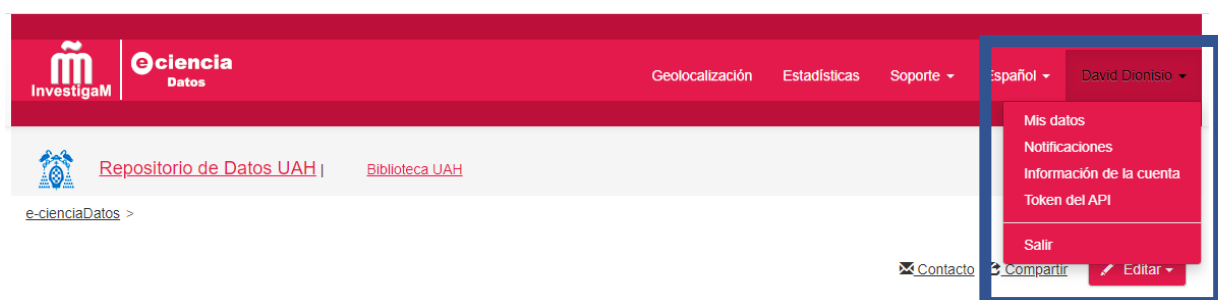 InvestigaM
eciencia
Datos
Geolocalización Estadísticas Soporte Español David Dionisio
Mis datos
Notificaciones
Información de la cuenta
Token del API
Salir
Repositorio de Datos UAH | Biblioteca UAH
e-cienciaDatos >
Contacto Compartir Editar